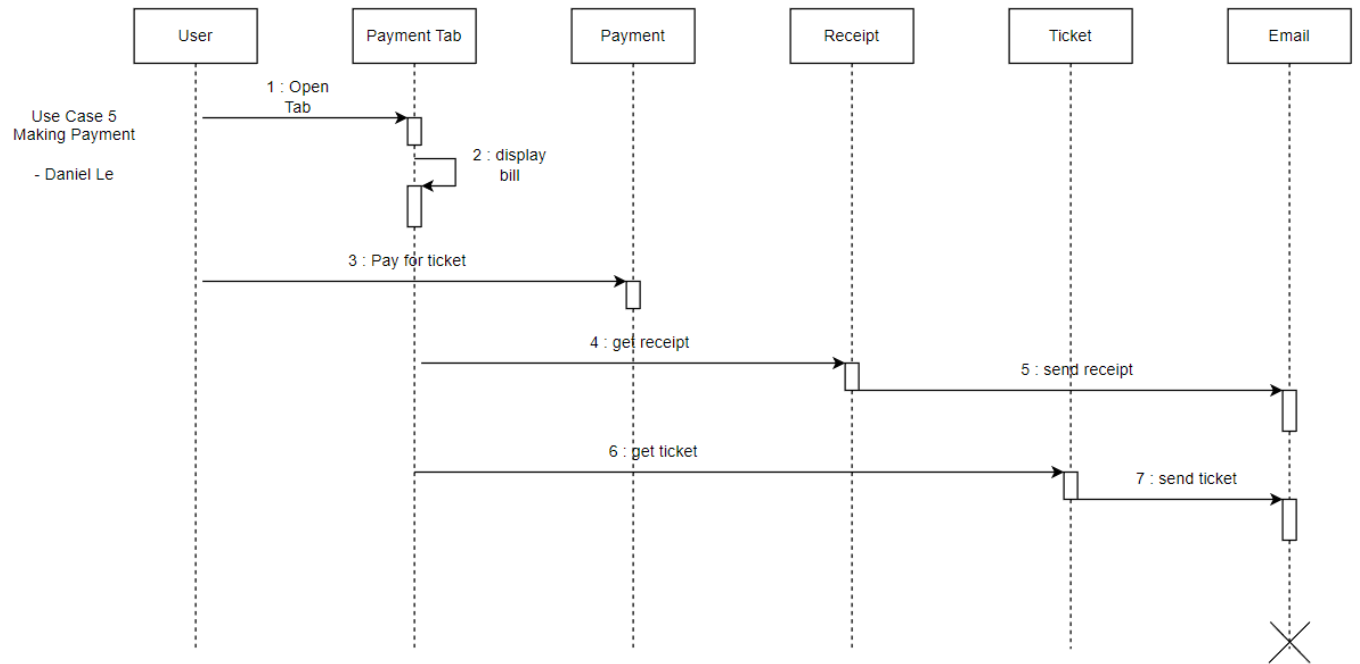 User
Payment Tab
Payment
Receipt
Ticket
Email
1 : Open
Tab
Use Case 5
Making Payment
- Daniel Le
2 : display
bill
3 : Pay for ticket
4 : get receipt
5 : send receipt
6 : get ticket
7 : send ticket